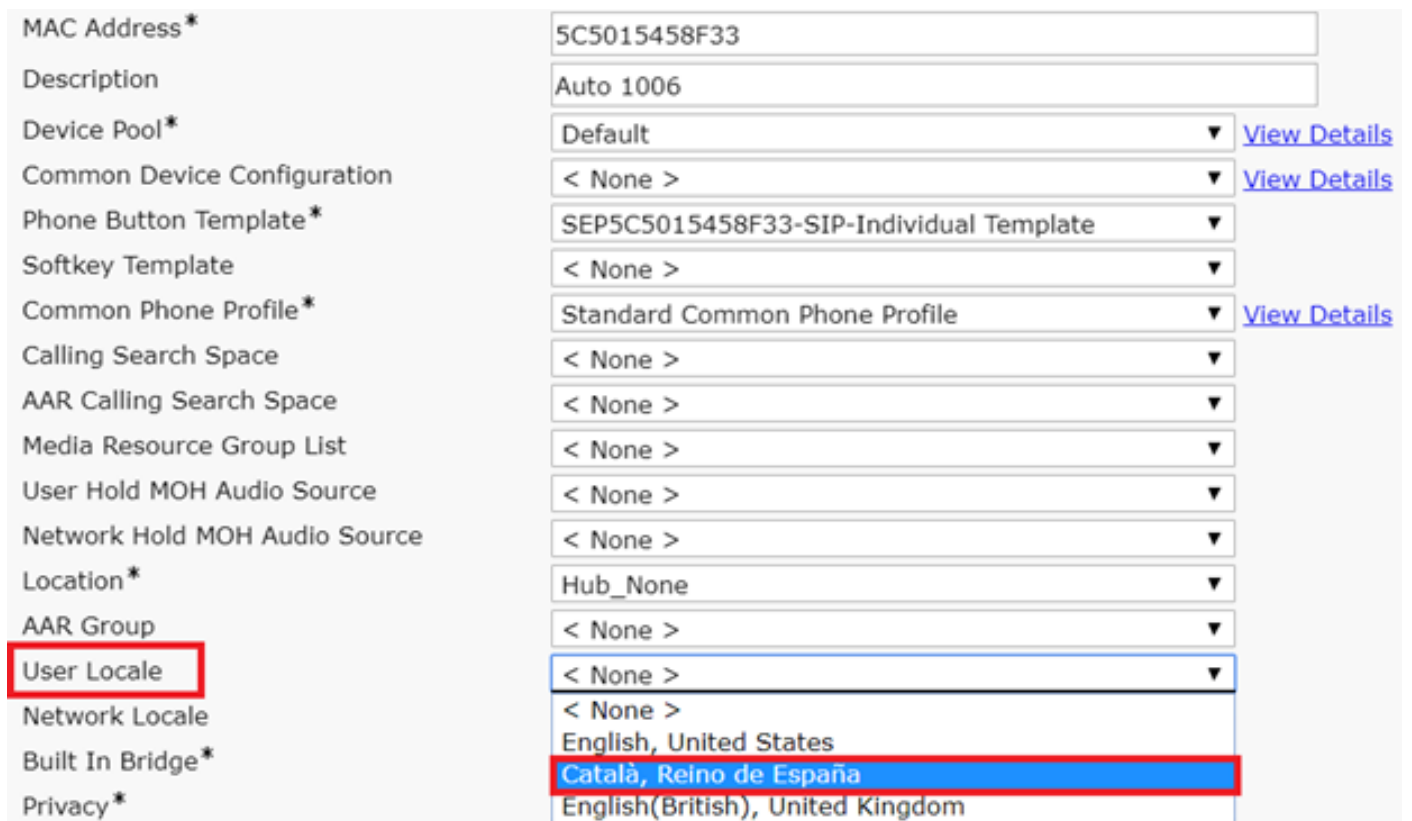 MAC Address* 5C5015458F33
Description Auto 1006
Device Pool* Default View Details
Common Device Configuration < None > View Details
Phone Button Template* SEP5C5015458F33-SIP-Individual Template
Softkey Template < None >
Common Phone Profile* Standard Common Phone Profile View Details
Calling Search Space < None >
AAR Calling Search Space < None >
Media Resource Group List < None >
User Hold MOH Audio Source < None >
Network Hold MOH Audio Source < None >
Location* Hub_None
AAR Group < None >
User Locale < None >
Network Locale < None >
English, United States
Built In Bridge* Català, Reino de España
Privacy* English(British), United Kingdom